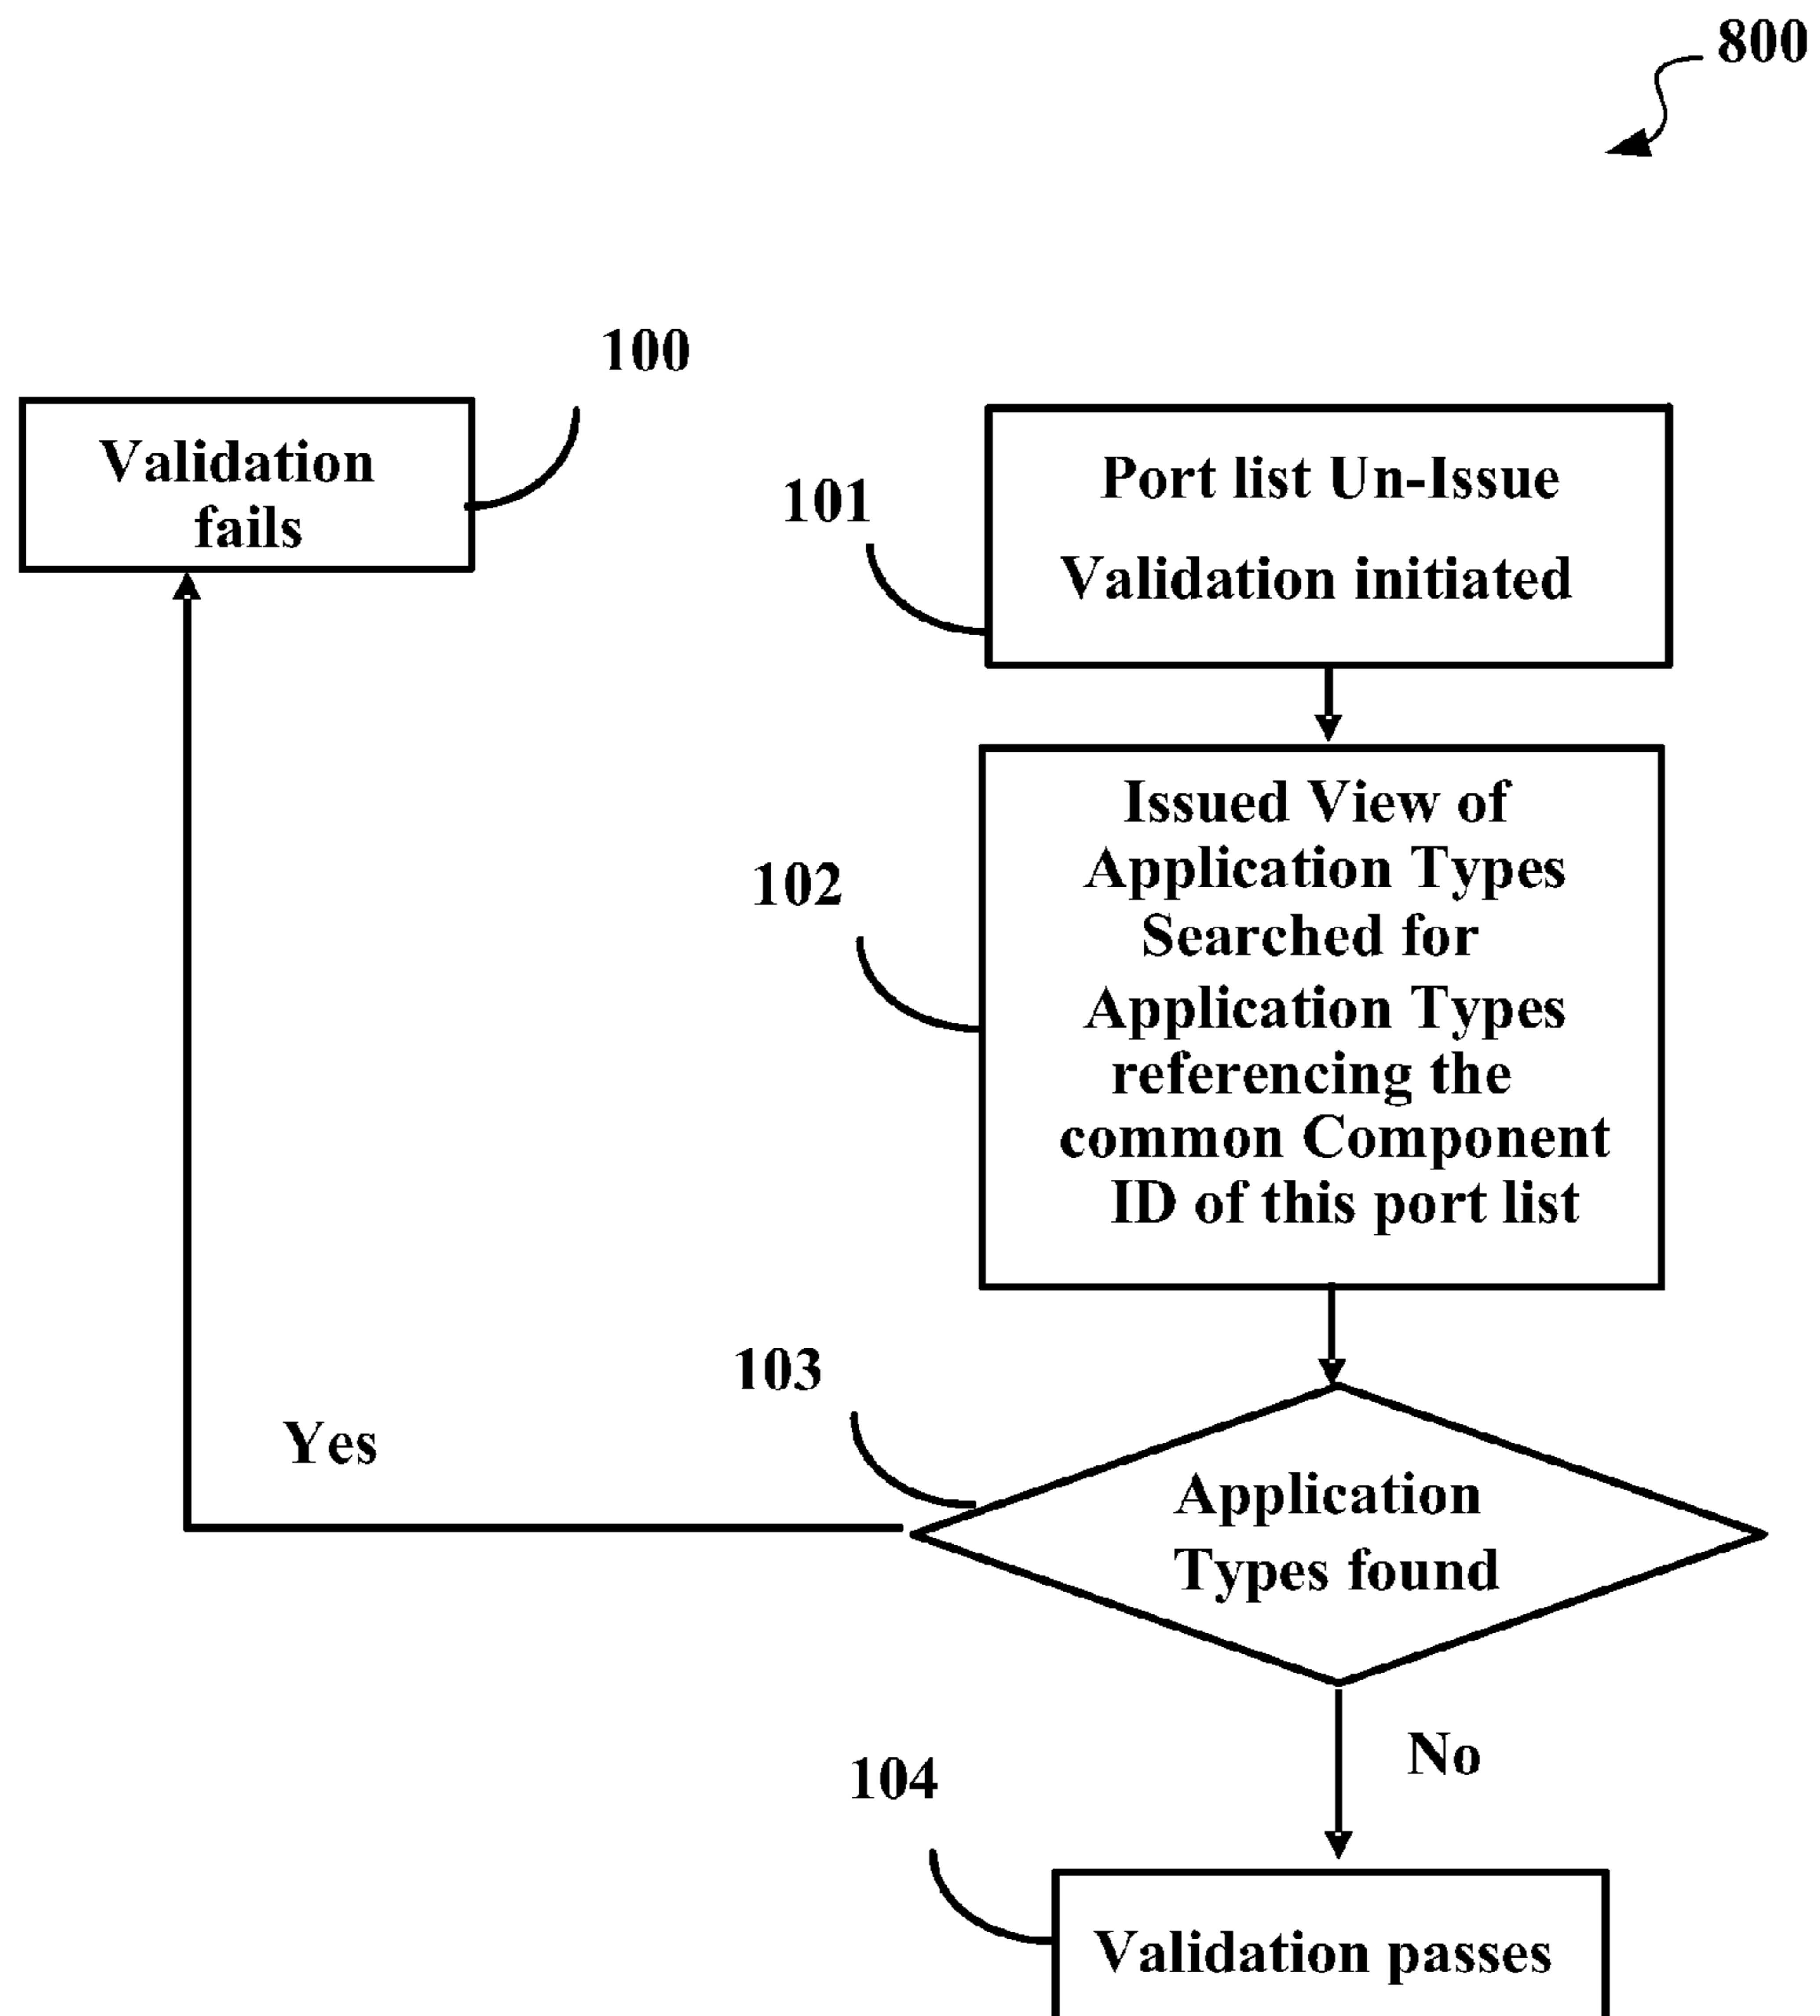 800
100
Validation
fails
101
Port list Un-Issue
Validation initiated
102
Issued View of
Application Types
Searched for
Application Types
referencing the
common Component
ID of this port list
103
Yes
Application
Types found
No
104
Validation passes